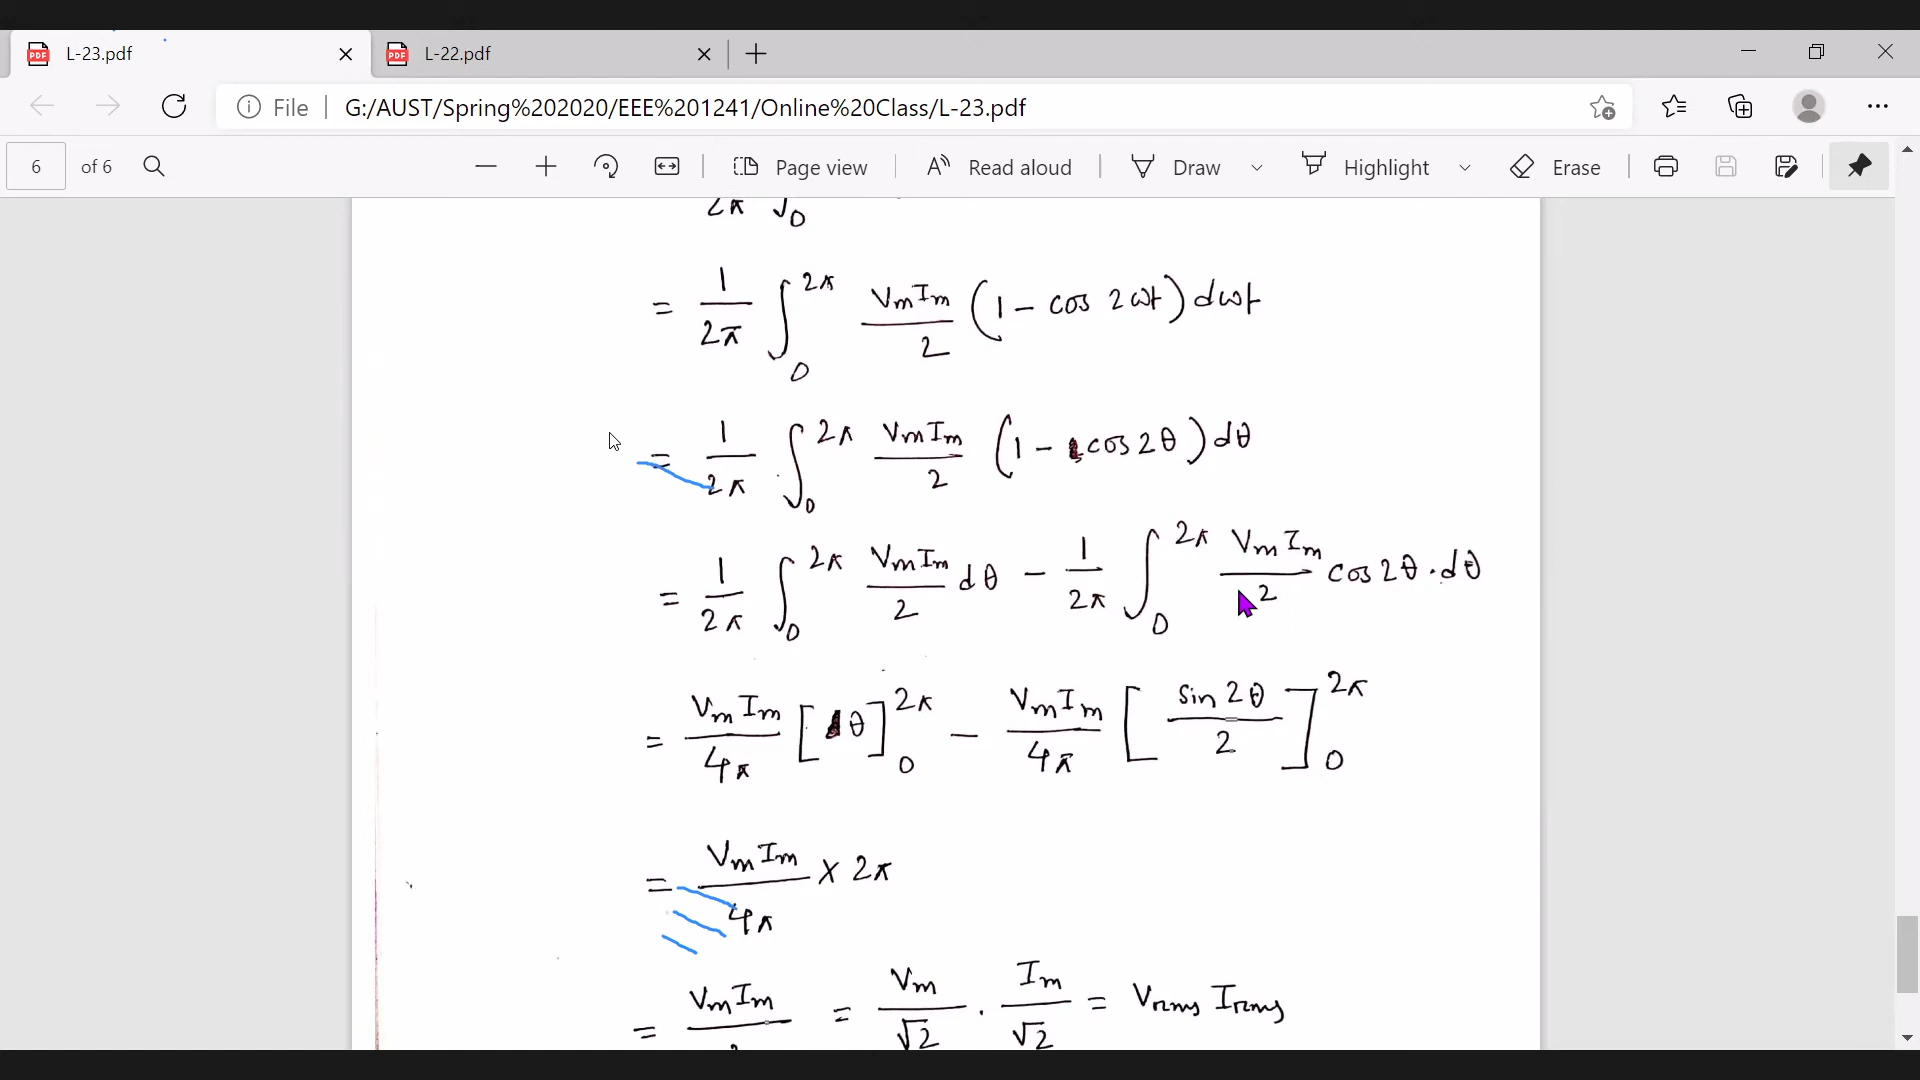 L-23.pdf
L-22.pdf
File
G:/AUST/Spring%202020/EEE%201241/Online%20Class/L-23.pdf
6 of 6
Page view
Read aloud
Draw
Highlight
Erase
2π ∫0
= 1/2π ∫0^2π VmIm/2 (1 - cos 2ωt) dωt
= 1/2π ∫0^2π VmIm/2 (1 - cos 2θ) dθ
= 1/2π ∫0^2π VmIm/2 dθ - 1/2π ∫0^2π VmIm/2 cos 2θ · dθ
= VmIm/4π [θ]0^2π - VmIm/4π [sin 2θ/2]0^2π
= VmIm/4π × 2π
= VmIm/ = Vm/√2 · Im/√2 = Vrms Irms